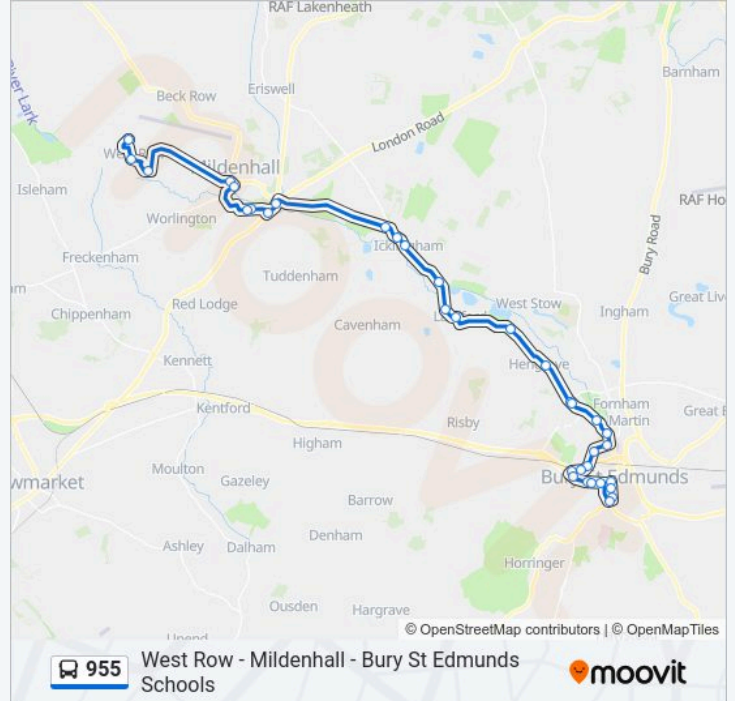 RAF Lakenheath
Barnham
River Lark
Eriswell
Beck Row
London Road
Mildenhall
Isleham
RAF Ho
Worlington
Bury Road
Icklingham
Freckenham
Tuddenham
Great Liv
West Stow
Red Lodge
Ingham
Chippenham
Cavenham
Kennett
Hengrave
Kentford
Fornham
Martin
Great B
Risby
Higham
Moulton
wmarket
Gazeley
Bury St Edmunds
Barrow
Denham
Ashley
Dalham
Horringer
Ousden
Hargrave
© OpenStreetMap contributors | © OpenMapTiles
955
West Row - Mildenhall - Bury St Edmunds
Schools
moovit